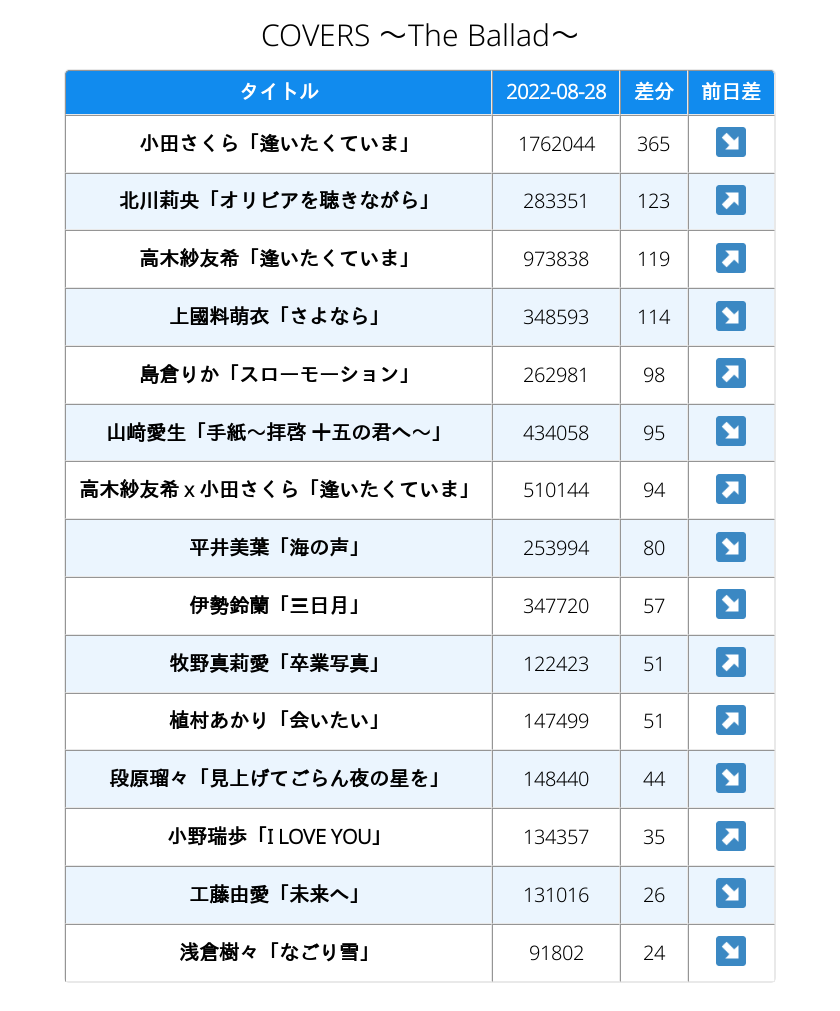 COVERS ～The Ballad～
タイトル 2022-08-28 差分 前日差
小田さくら「逢いたくていま」 1762044 365 ↘
北川莉央「オリビアを聴きながら」 283351 123 ↗
高木紗友希「逢いたくていま」 973838 119 ↗
上國料萌衣「さよなら」 348593 114 ↘
島倉りか「スローモーション」 262981 98 ↗
山﨑愛生「手紙～拝啓 十五の君へ～」 434058 95 ↘
高木紗友希 x 小田さくら「逢いたくていま」 510144 94 ↗
平井美葉「海の声」 253994 80 ↘
伊勢鈴蘭「三日月」 347720 57 ↘
牧野真莉愛「卒業写真」 122423 51 ↗
植村あかり「会いたい」 147499 51 ↗
段原瑠々「見上げてごらん夜の星を」 148440 44 ↘
小野瑞歩「I LOVE YOU」 134357 35 ↗
工藤由愛「未来へ」 131016 26 ↘
浅倉樹々「なごり雪」 91802 24 ↘